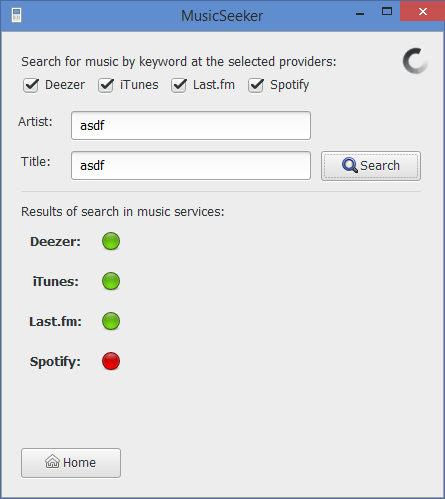 MusicSeeker
Search for music by keyword at the selected providers:
Deezer iTunes Last.fm Spotify
Artist: asdf
Title: asdf Search
Results of search in music services:
Deezer:
iTunes:
Last.fm:
Spotify:
Home